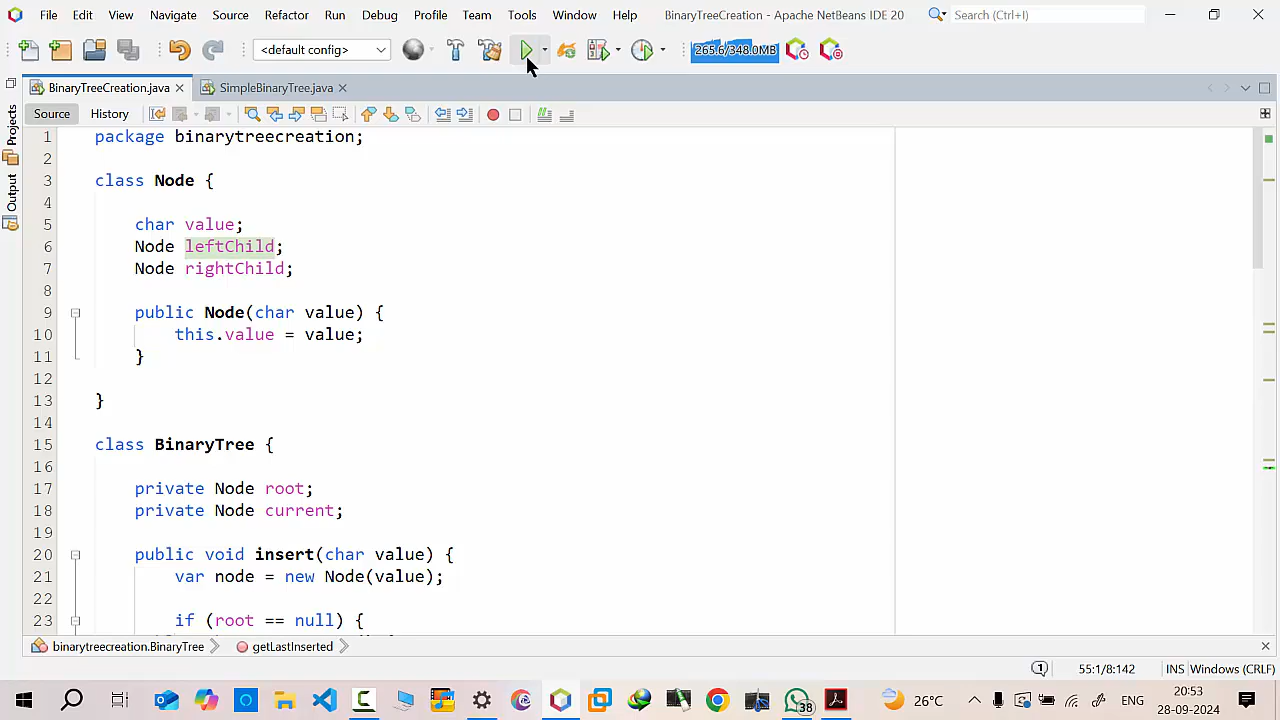 File Edit View Navigate Source Refactor Run Debug Profile Team Tools Window Help BinaryTreeCreation - Apache NetBeans IDE 20 Search (Ctrl+I)
<default config> 265.6/348.0MB
BinaryTreeCreation.java SimpleBinaryTree.java
Source History
Projects
Output
1 package binarytreecreation;
2
3 class Node {
4
5 char value;
6 Node leftChild;
7 Node rightChild;
8
9 public Node(char value) {
10 this.value = value;
11 }
12
13 }
14
15 class BinaryTree {
16
17 private Node root;
18 private Node current;
19
20 public void insert(char value) {
21 var node = new Node(value);
22
23 if (root == null) {
binarytreecreation.BinaryTree getLastInserted
1 55:1/8:142 INS Windows (CRLF)
38 26°C ENG 20:53
28-09-2024